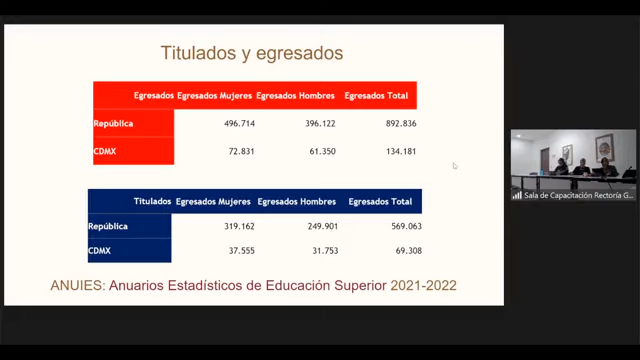 Titulados y egresados
Egresados Egresados Mujeres Egresados Hombres Egresados Total
República 496.714 396.122 892.836
CDMX 72.831 61.350 134.181
Titulados Egresados Mujeres Egresados Hombres Egresados Total
República 319.162 249.901 569.063
CDMX 37.555 31.753 69.308
ANUIES: Anuarios Estadísticos de Educación Superior 2021-2022
Sala de Capacitación Rectoría G...